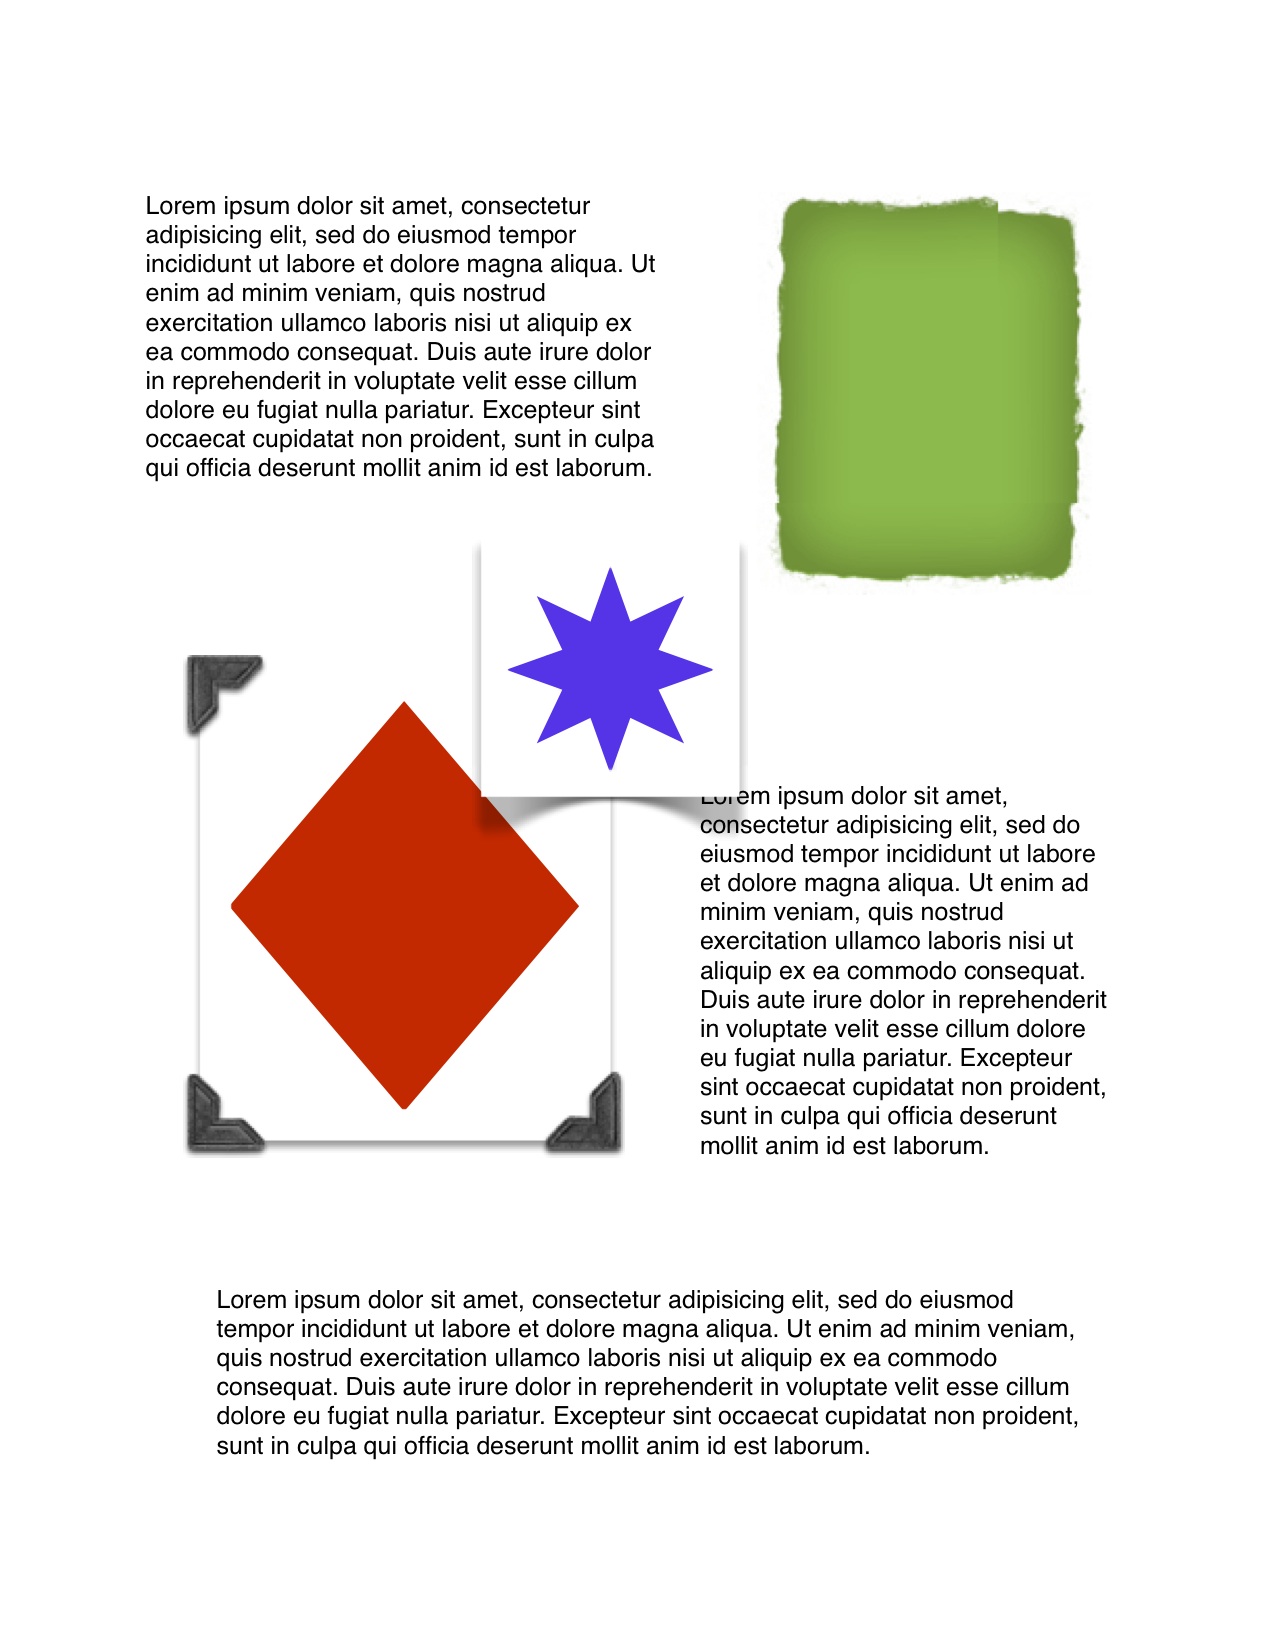 Lorem ipsum dolor sit amet, consectetur
adipisicing elit, sed do eiusmod tempor
incididunt ut labore et dolore magna aliqua. Ut
enim ad minim veniam, quis nostrud
exercitation ullamco laboris nisi ut aliquip ex
ea commodo consequat. Duis aute irure dolor
in reprehenderit in voluptate velit esse cillum
dolore eu fugiat nulla pariatur. Excepteur sint
occaecat cupidatat non proident, sunt in culpa
qui officia deserunt mollit anim id est laborum.
Lorem ipsum dolor sit amet,
consectetur adipisicing elit, sed do
eiusmod tempor incididunt ut labore
et dolore magna aliqua. Ut enim ad
minim veniam, quis nostrud
exercitation ullamco laboris nisi ut
aliquip ex ea commodo consequat.
Duis aute irure dolor in reprehenderit
in voluptate velit esse cillum dolore
eu fugiat nulla pariatur. Excepteur
sint occaecat cupidatat non proident,
sunt in culpa qui officia deserunt
mollit anim id est laborum.
Lorem ipsum dolor sit amet, consectetur adipisicing elit, sed do eiusmod
tempor incididunt ut labore et dolore magna aliqua. Ut enim ad minim veniam,
quis nostrud exercitation ullamco laboris nisi ut aliquip ex ea commodo
consequat. Duis aute irure dolor in reprehenderit in voluptate velit esse cillum
dolore eu fugiat nulla pariatur. Excepteur sint occaecat cupidatat non proident,
sunt in culpa qui officia deserunt mollit anim id est laborum.